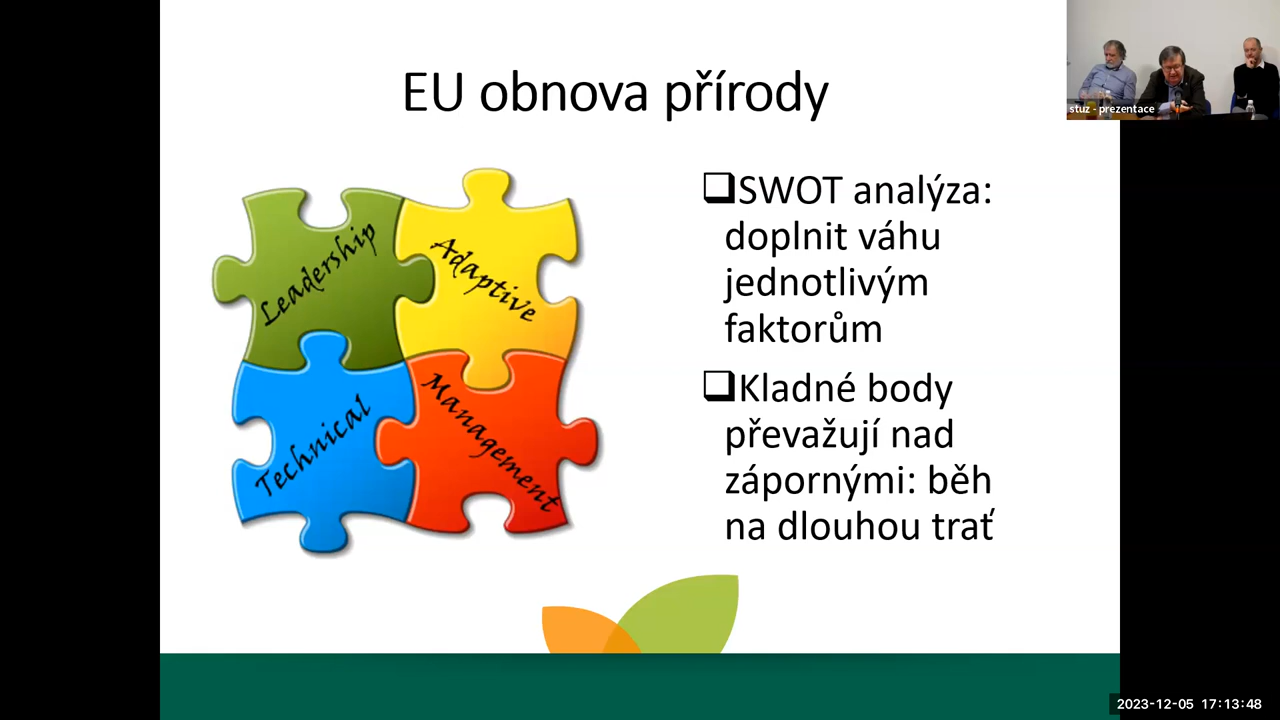 EU obnova přírody
stuz - prezentace
Leadership
Adaptive
Technical
Management
❑SWOT analýza:
doplnit váhu
jednotlivým
faktorům
❑Kladné body
převažují nad
zápornými: běh
na dlouhou trať
2023-12-05 17:13:48